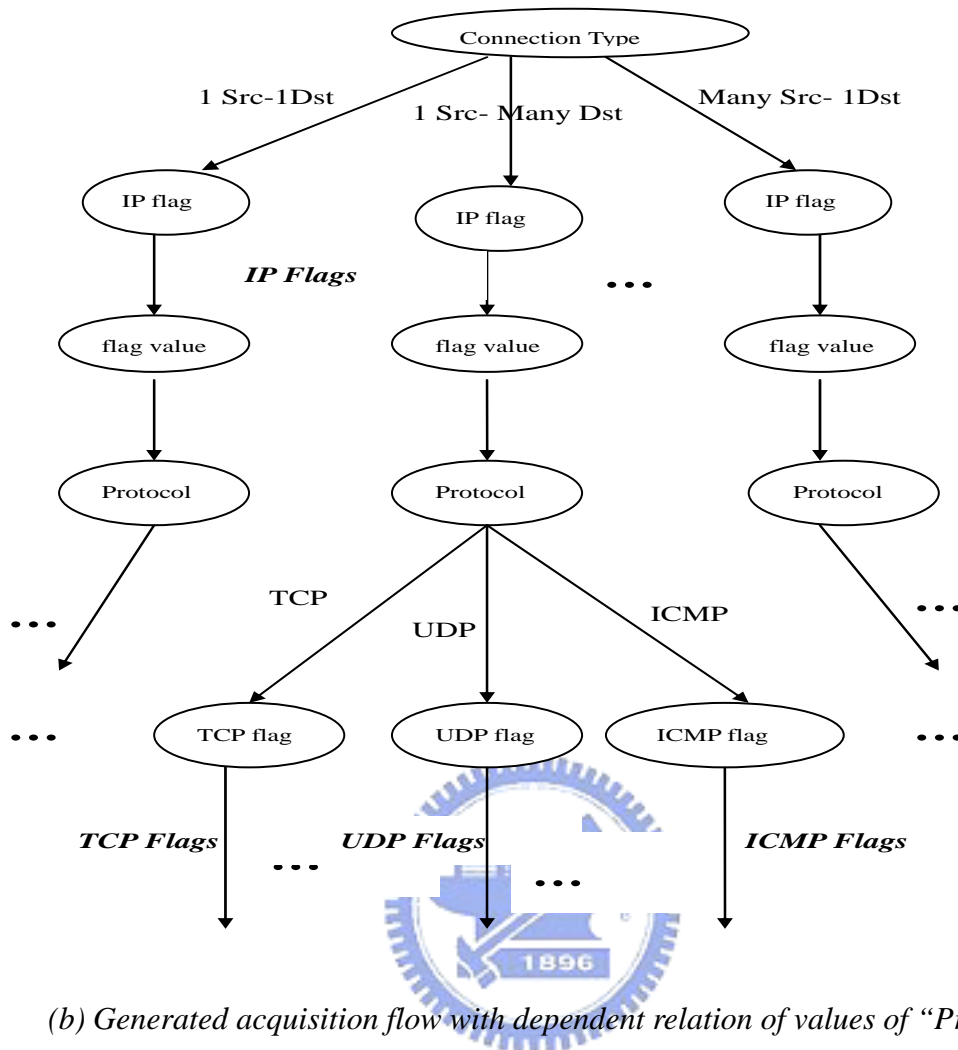 Connection Type
1 Src-1Dst
1 Src- Many Dst
Many Src- 1Dst
IP flag
IP flag
IP flag
IP Flags
...
flag value
flag value
flag value
Protocol
Protocol
Protocol
TCP
UDP
ICMP
...
...
TCP flag
UDP flag
ICMP flag
...
...
TCP Flags
UDP Flags
ICMP Flags
...
...
1896
(b) Generated acquisition flow with dependent relation of values of “